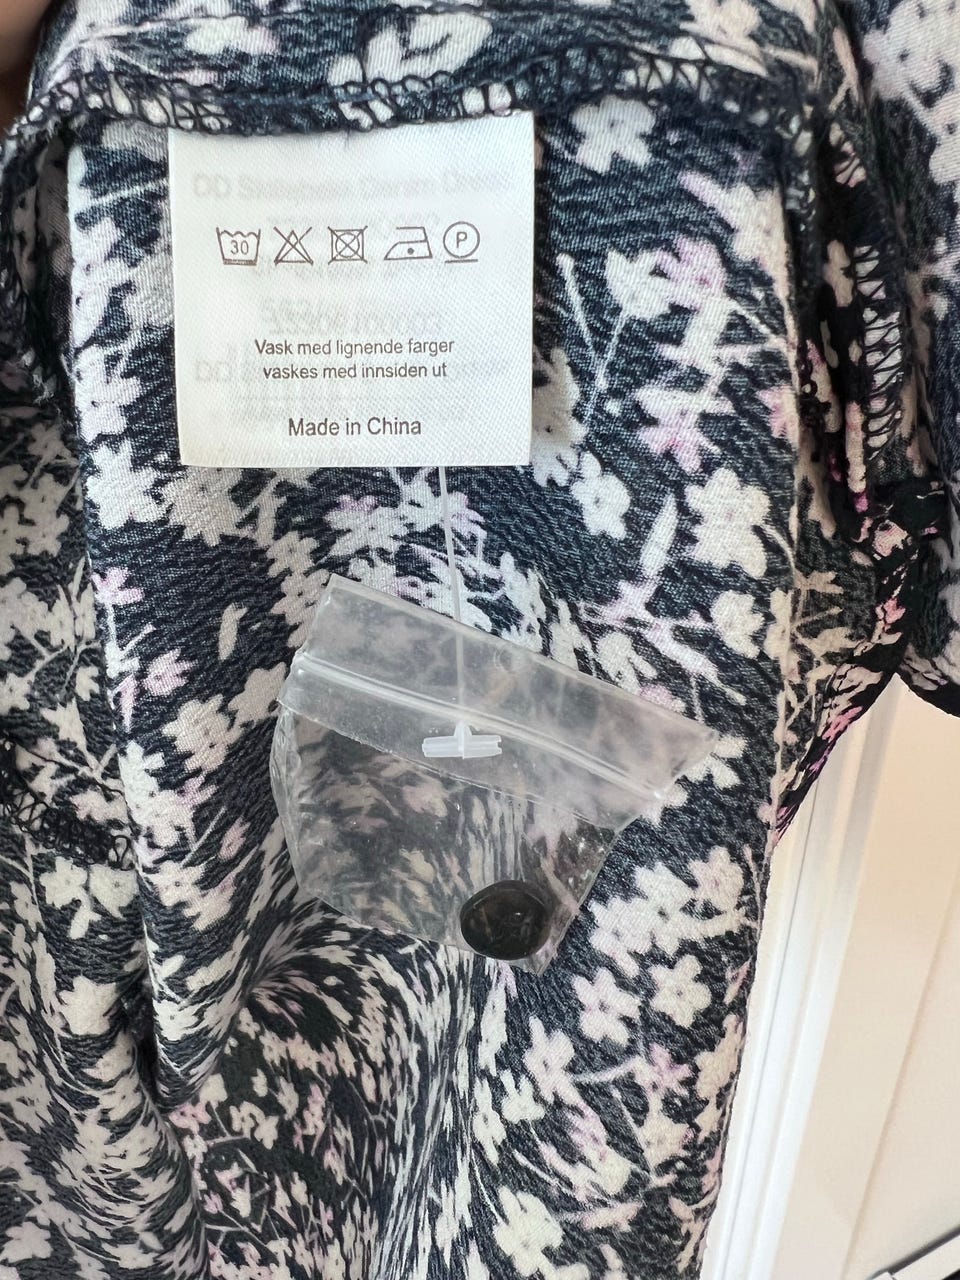 30 P
Vask med lignende farger
vaskes med innsiden ut
Made in China